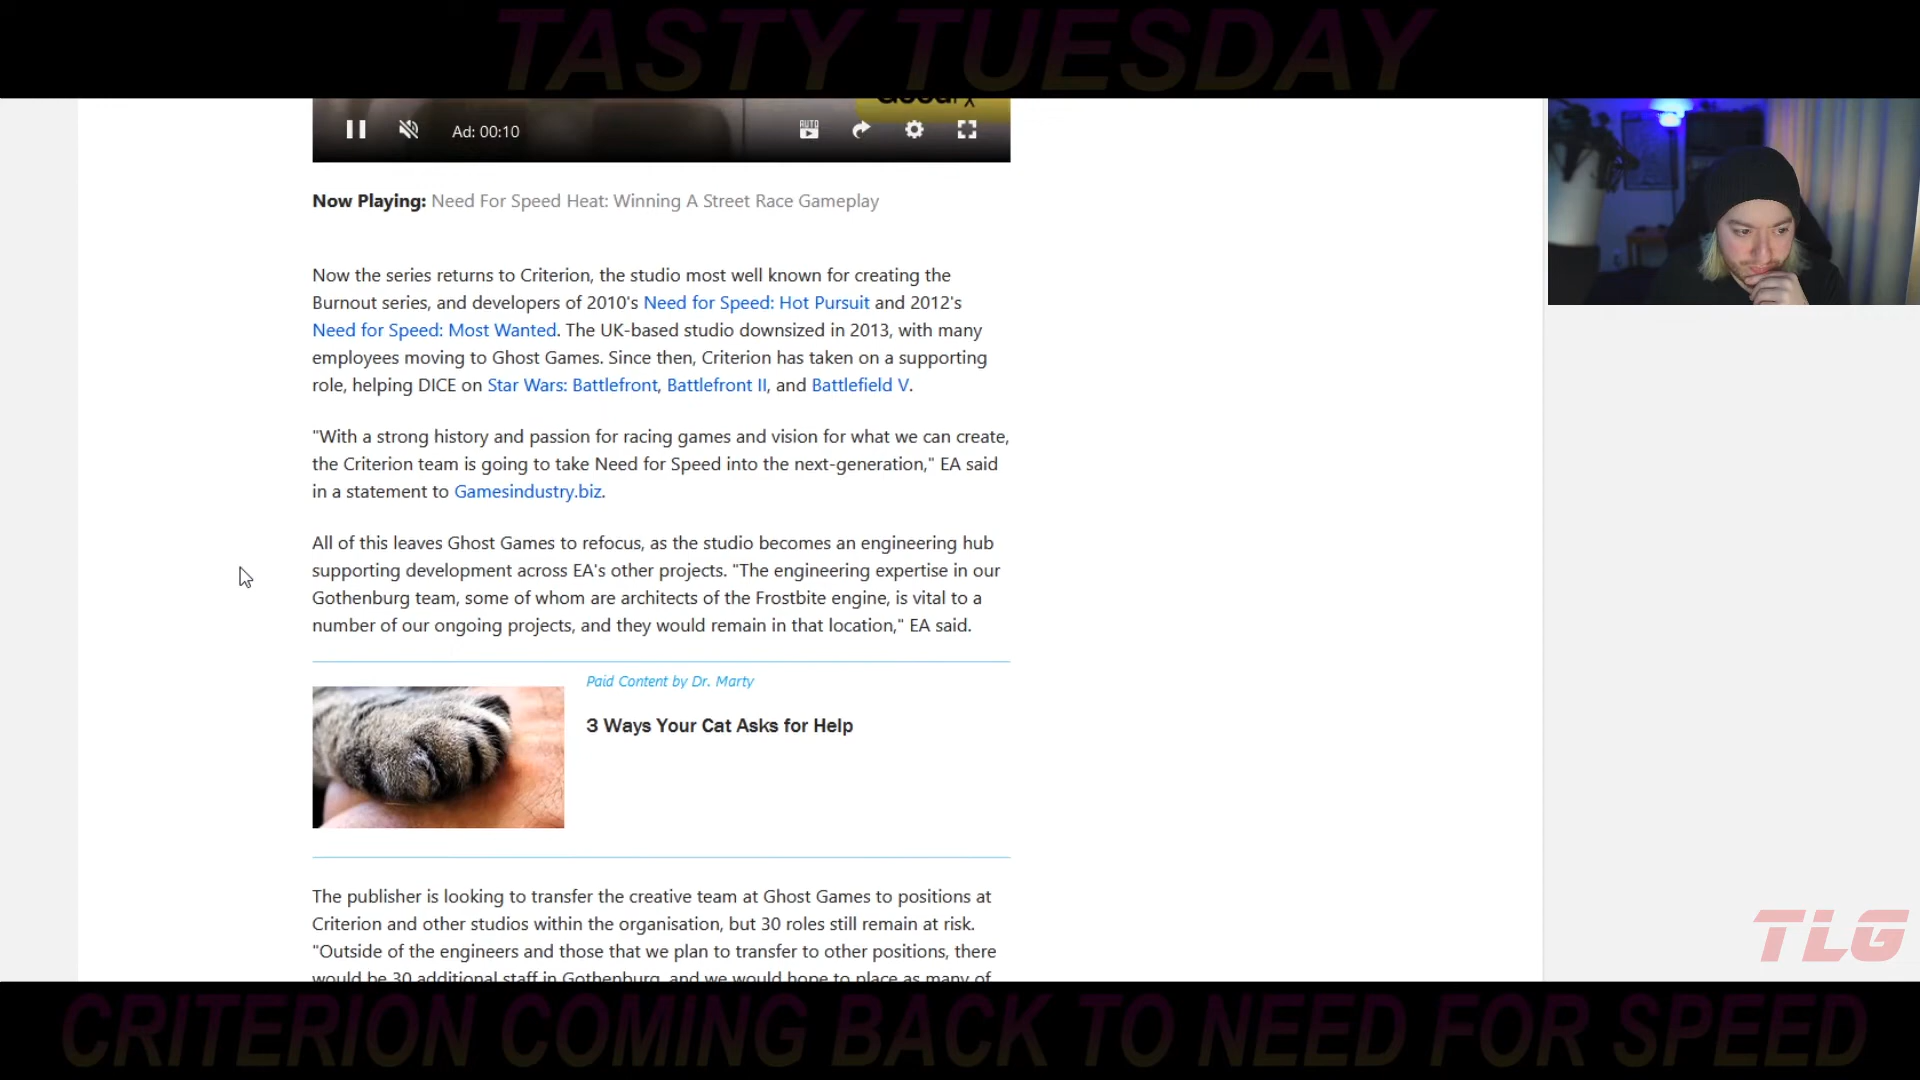 TASTY TUESDAY
Ad: 00:10
AUTO
Now Playing: Need For Speed Heat: Winning A Street Race Gameplay
Now the series returns to Criterion, the studio most well known for creating the
Burnout series, and developers of 2010's Need for Speed: Hot Pursuit and 2012's
Need for Speed: Most Wanted. The UK-based studio downsized in 2013, with many
employees moving to Ghost Games. Since then, Criterion has taken on a supporting
role, helping DICE on Star Wars: Battlefront, Battlefront II, and Battlefield V.
"With a strong history and passion for racing games and vision for what we can create,
the Criterion team is going to take Need for Speed into the next-generation," EA said
in a statement to Gamesindustry.biz.
All of this leaves Ghost Games to refocus, as the studio becomes an engineering hub
supporting development across EA's other projects. "The engineering expertise in our
Gothenburg team, some of whom are architects of the Frostbite engine, is vital to a
number of our ongoing projects, and they would remain in that location," EA said.
Paid Content by Dr. Marty
3 Ways Your Cat Asks for Help
The publisher is looking to transfer the creative team at Ghost Games to positions at
Criterion and other studios within the organisation, but 30 roles still remain at risk.
"Outside of the engineers and those that we plan to transfer to other positions, there
would be 30 additional staff in Gothenburg, and we would hope to place as many of
TLG
CRITERION COMING BACK TO NEED FOR SPEED